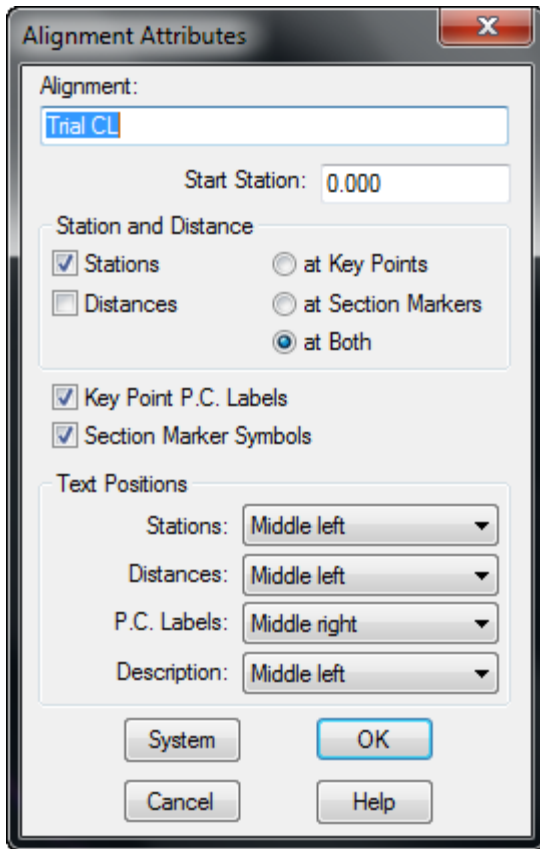 Alignment Attributes
Alignment:
Trial CL
Start Station: 0.000
Station and Distance
Stations at Key Points
Distances at Section Markers
at Both
Key Point P.C. Labels
Section Marker Symbols
Text Positions
Stations: Middle left
Distances: Middle left
P.C. Labels: Middle right
Description: Middle left
System OK
Cancel Help